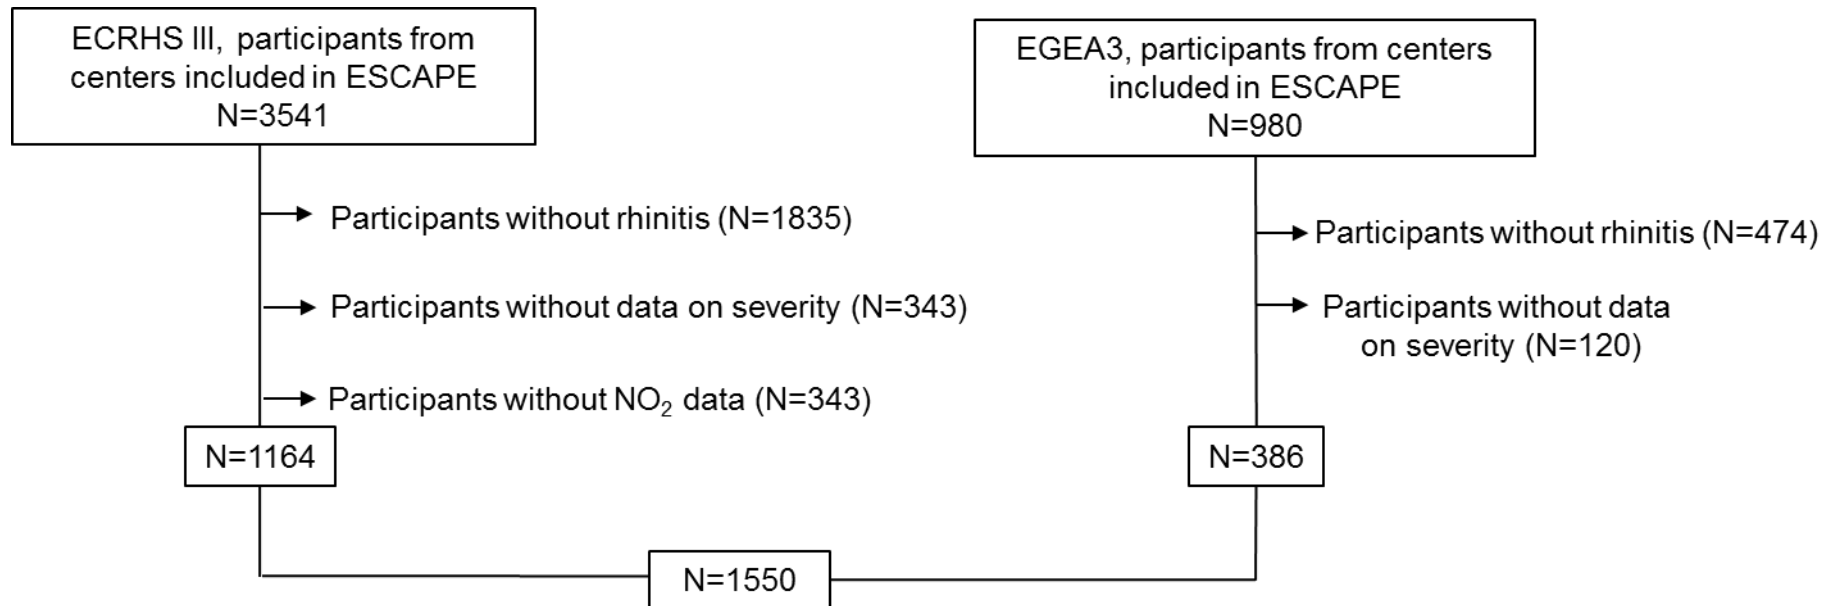 ECRHS III, participants from
centers included in ESCAPE
N=3541
EGEA3, participants from centers
included in ESCAPE
N=980
Participants without rhinitis (N=1835)
Participants without rhinitis (N=474)
Participants without data on severity (N=343)
Participants without data
on severity (N=120)
Participants without NO₂ data (N=343)
N=1164
N=386
N=1550